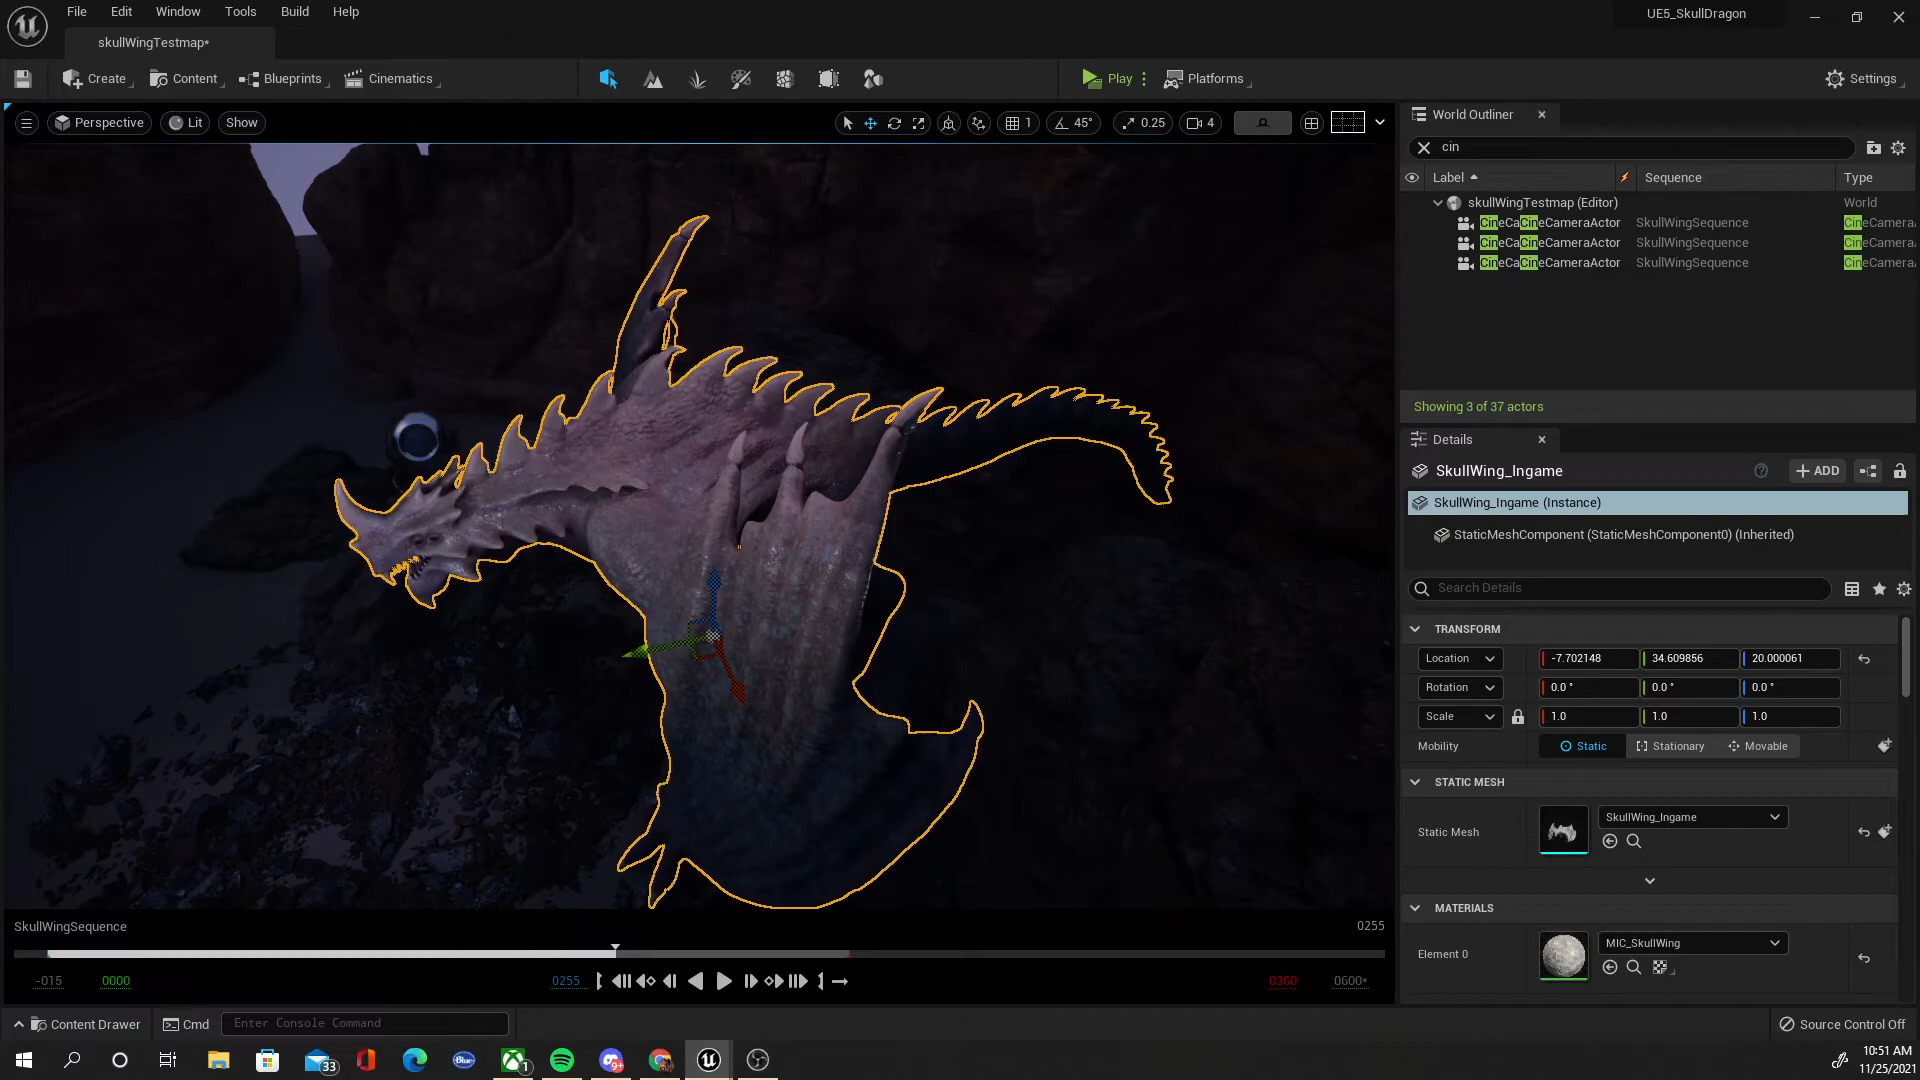 File Edit Window Tools Build Help
UE5_SkullDragon
skullWingTestmap*
Create Content Blueprints Cinematics Play Platforms Settings
Perspective Lit Show 1 45° 0.25 4
World Outliner
cin
Label Sequence Type
skullWingTestmap (Editor) World
CineCaCineCameraActor SkullWingSequence CineCamera
CineCaCineCameraActor SkullWingSequence CineCamera
CineCaCineCameraActor SkullWingSequence CineCamera
Showing 3 of 37 actors
Details
SkullWing_Ingame ADD
SkullWing_Ingame (Instance)
StaticMeshComponent (StaticMeshComponent0) (Inherited)
Search Details
TRANSFORM
Location -7.702148 34.609856 20.000061
Rotation 0.0 ° 0.0 ° 0.0 °
Scale 1.0 1.0 1.0
Mobility Static Stationary Movable
STATIC MESH
Static Mesh SkullWing_Ingame
MATERIALS
Element 0 MIC_SkullWing
SkullWingSequence 0255
-015 0000 0255 0360 0600*
Content Drawer Cmd Enter Console Command Source Control Off
33 Blue 1 9+
10:51 AM
11/25/2021